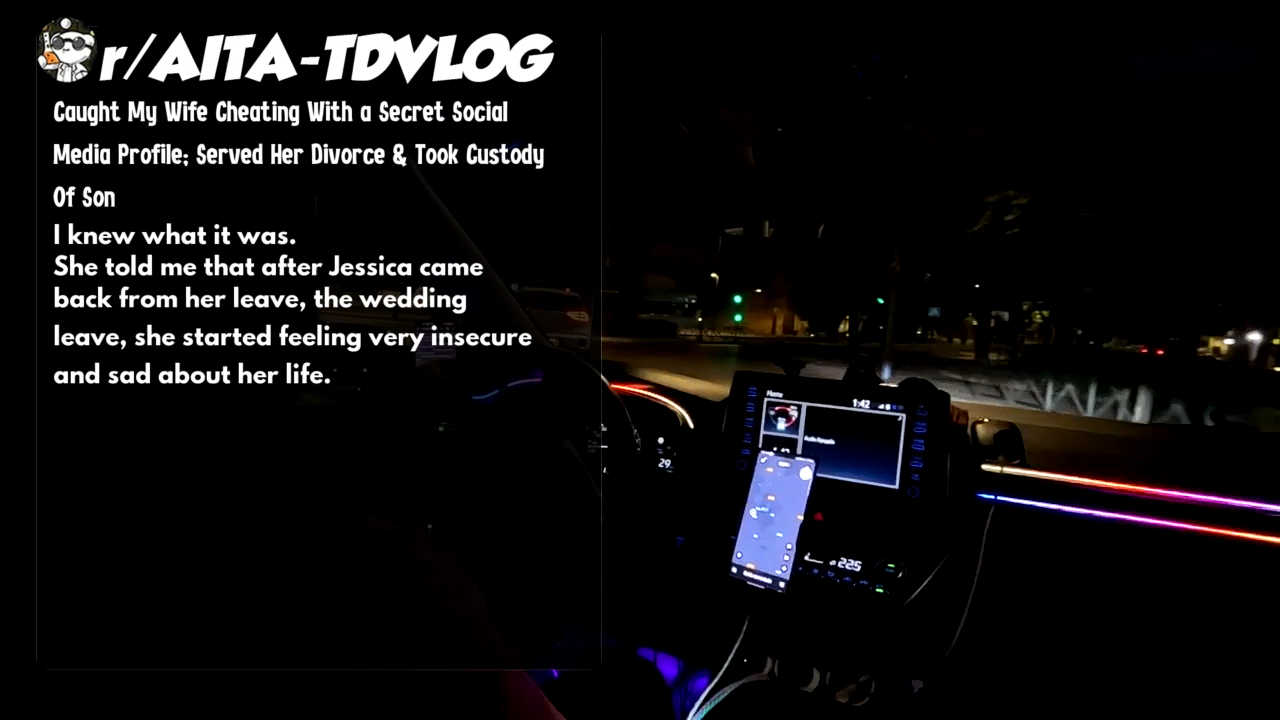 r/AITA-TDVLOG
Caught My Wife Cheating With a Secret Social
Media Profile; Served Her Divorce & Took Custody
Of Son
I knew what it was.
She told me that after Jessica came
back from her leave, the wedding
leave, she started feeling very insecure
and sad about her life.
1:42
29
22.5